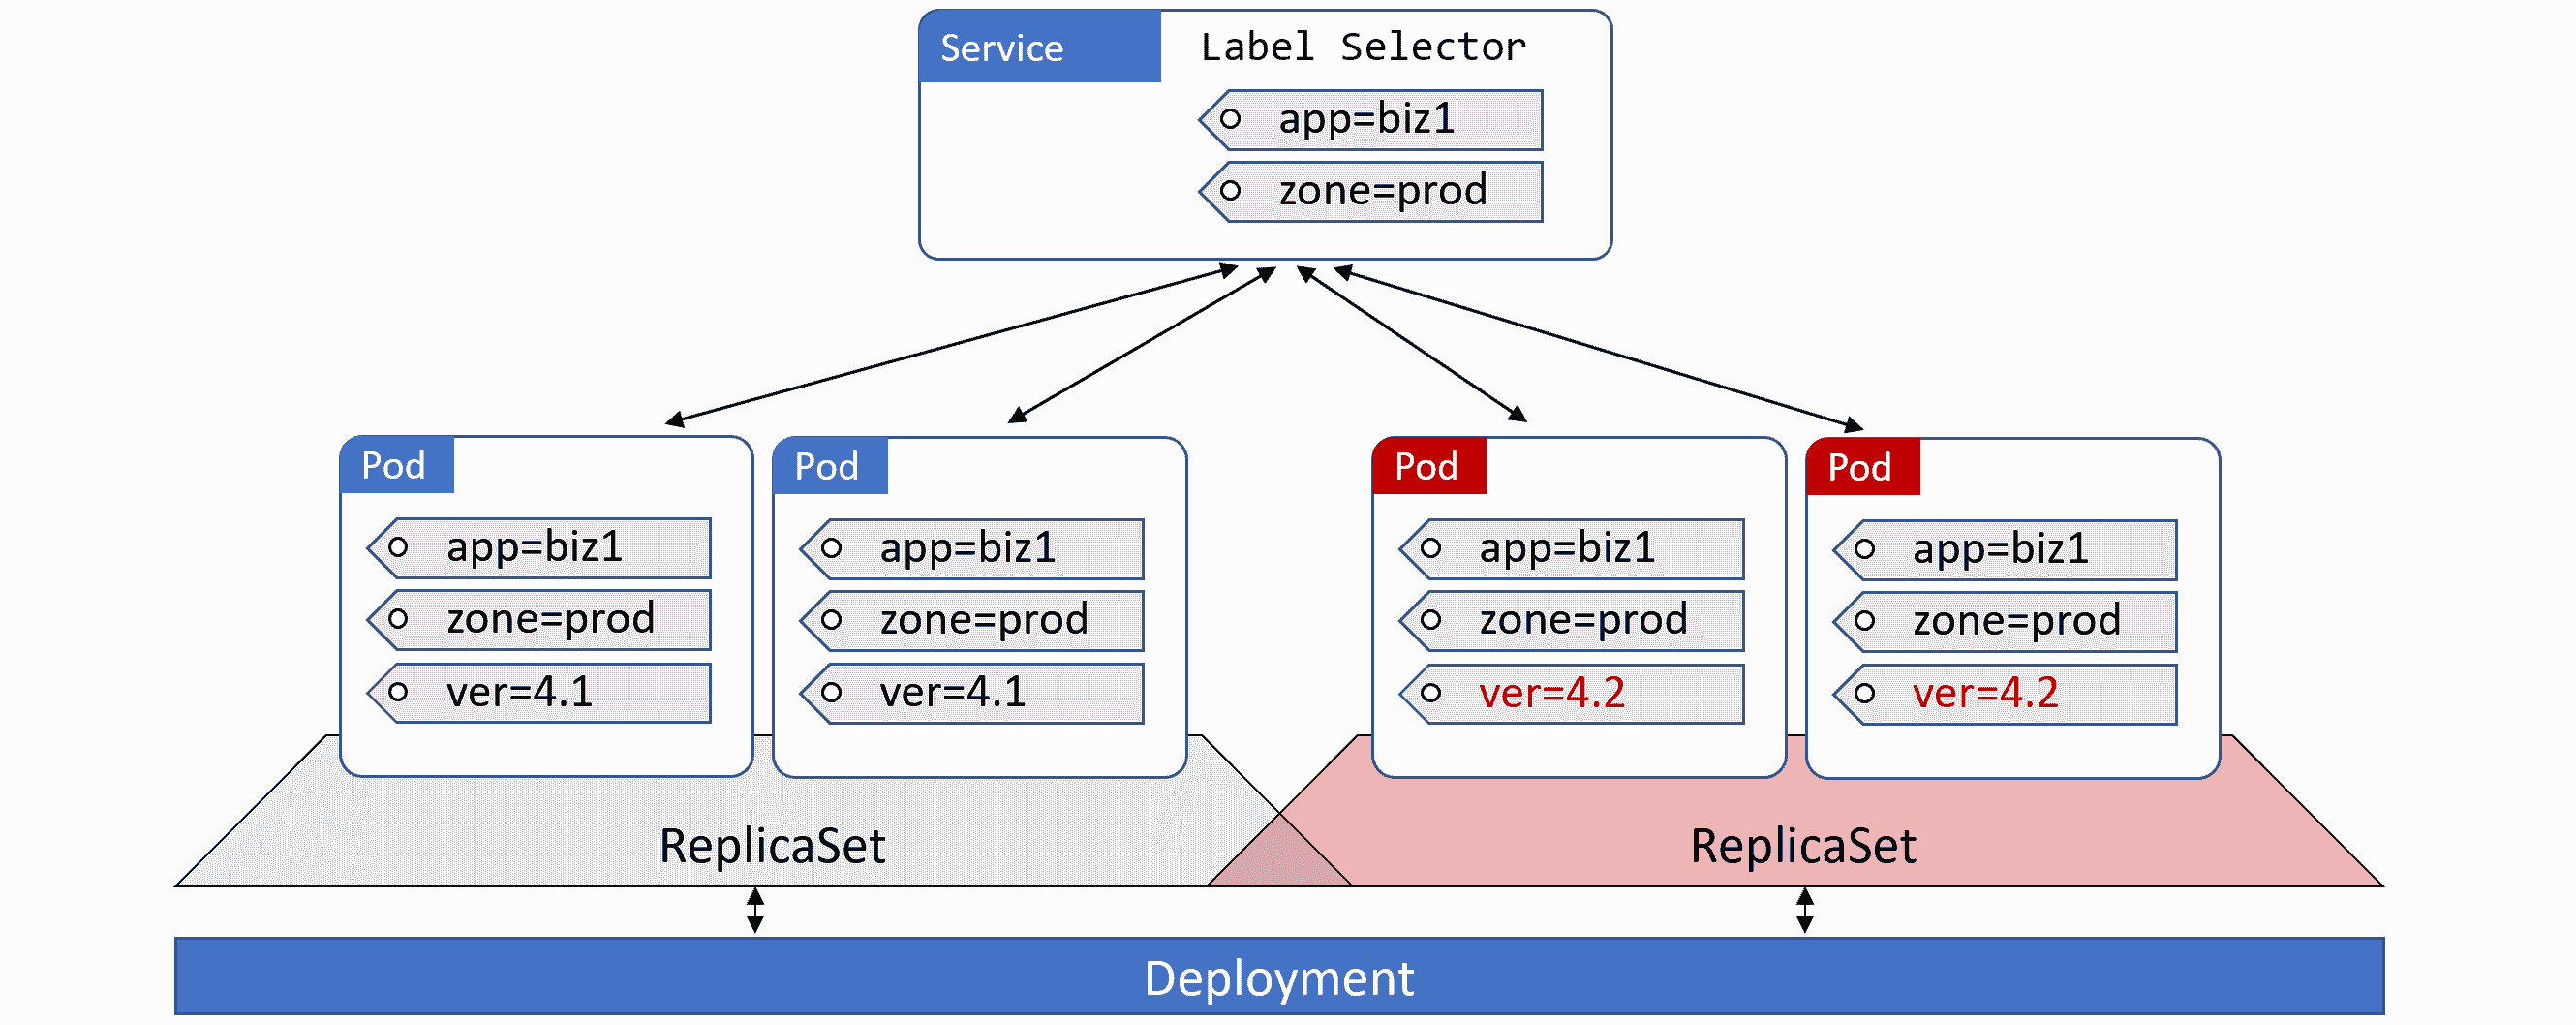 Service
Label Selector
app=biz1
zone=prod
Pod
app=biz1
zone=prod
ver=4.1
Pod
app=biz1
zone=prod
ver=4.1
Pod
app=biz1
zone=prod
ver=4.2
Pod
app=biz1
zone=prod
ver=4.2
ReplicaSet
ReplicaSet
Deployment